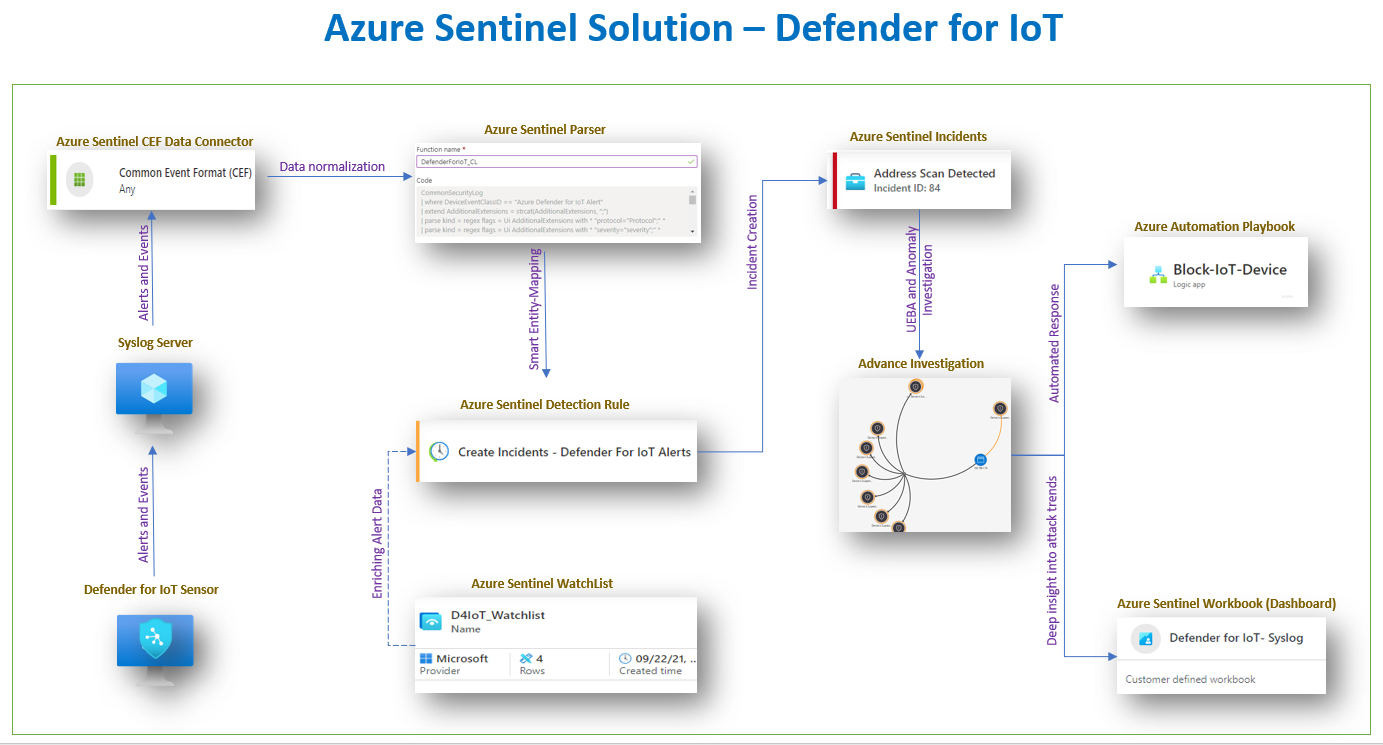 Azure Sentinel Solution – Defender for IoT
Azure Sentinel CEF Data Connector
Common Event Format (CEF)
Any
Data normalization
Alerts and Events
Syslog Server
Alerts and Events
Defender for IoT Sensor
Azure Sentinel Parser
Function name *
DefenderForIoT_CL
Code
CommonSecurityLog
| where DeviceEventClassID == "Azure Defender for IoT Alert"
| extend AdditionalExtensions = strcat(AdditionalExtensions, ";")
| parse kind = regex flags = Ui AdditionalExtensions with * "protocol="Protocol";" *
| parse kind = regex flags = Ui AdditionalExtensions with * "severity="severity";" *
Smart Entity-Mapping
Azure Sentinel Detection Rule
Create Incidents - Defender For IoT Alerts
Enriching Alert Data
Azure Sentinel WatchList
D4IoT_Watchlist
Name
Microsoft
Provider
4
Rows
09/22/21, ..
Created time
Incident Creation
Azure Sentinel Incidents
Address Scan Detected
Incident ID: 84
UEBA and Anomaly
Investigation
Advance Investigation
Automated Response
Azure Automation Playbook
Block-IoT-Device
Logic app
Deep insight into attack trends
Azure Sentinel Workbook (Dashboard)
Defender for IoT- Syslog
Customer defined workbook